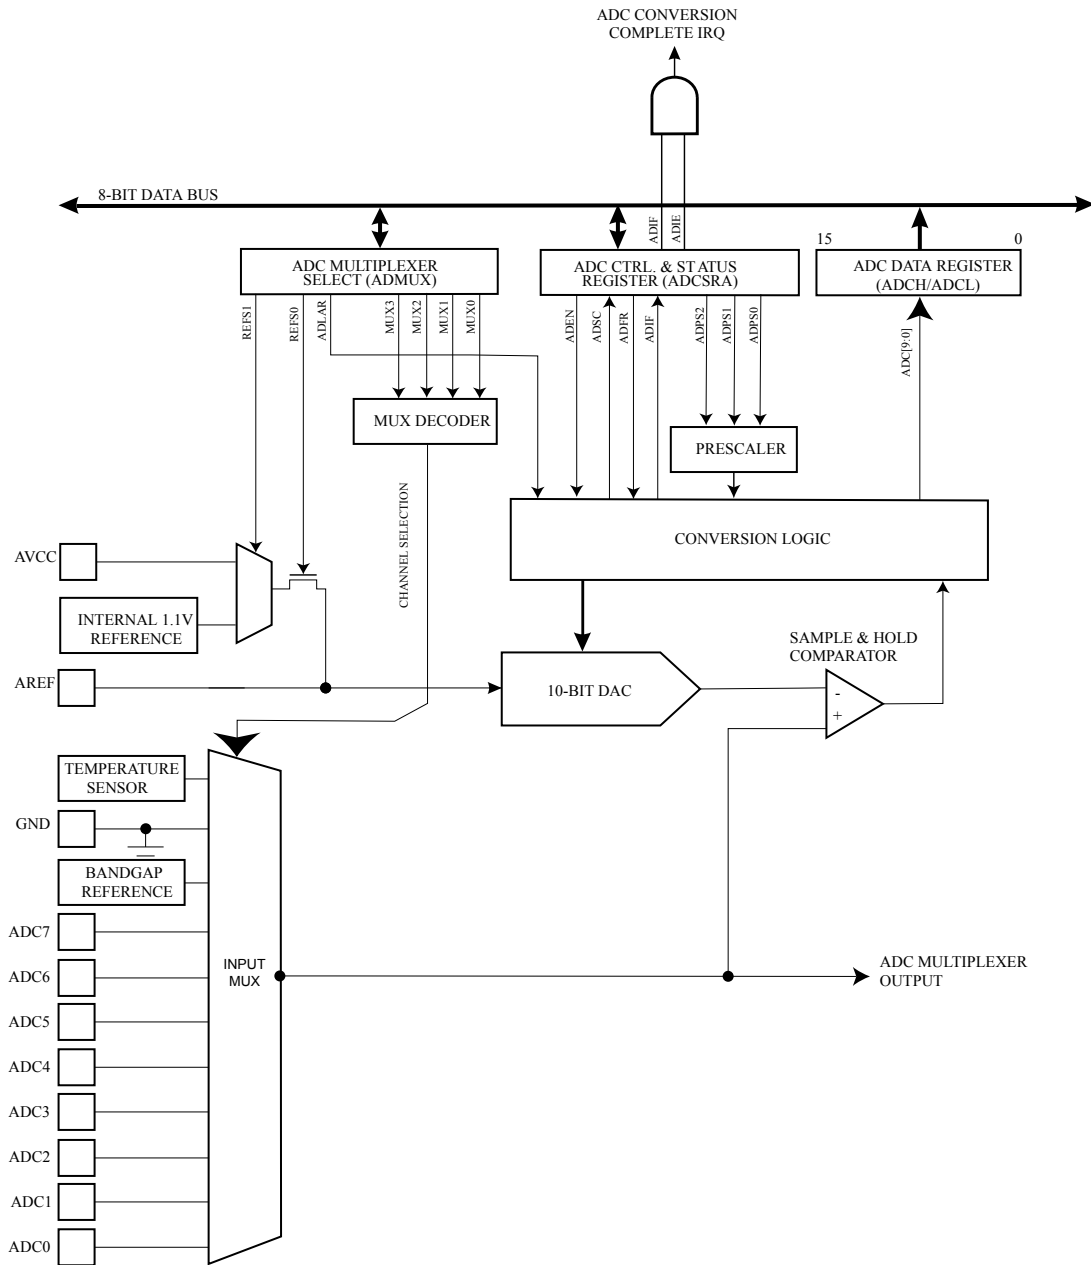 ADC CONVERSION
COMPLETE IRQ
8-BIT DATA BUS
ADIF
ADIE
15
0
ADC MULTIPLEXER
SELECT (ADMUX)
ADC CTRL. & ST ATUS
REGISTER (ADCSRA)
ADC DATA REGISTER
(ADCH/ADCL)
REFS1
REFS0
ADLAR
MUX3
MUX2
MUX1
MUX0
ADEN
ADSC
ADFR
ADIF
ADPS2
ADPS1
ADPS0
ADC[9:0]
MUX DECODER
PRESCALER
CHANNEL SELECTION
CONVERSION LOGIC
AVCC
INTERNAL 1.1V
REFERENCE
SAMPLE & HOLD
COMPARATOR
AREF
10-BIT DAC
-
+
TEMPERATURE
SENSOR
GND
BANDGAP
REFERENCE
ADC7
ADC6
INPUT
MUX
ADC MULTIPLEXER
OUTPUT
ADC5
ADC4
ADC3
ADC2
ADC1
ADC0